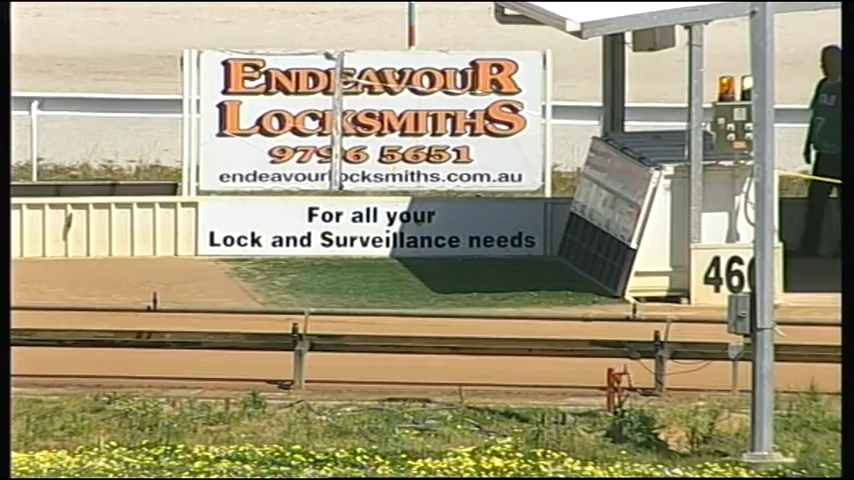 ENDEAVOUR
LOCKSMITHS
9796 5651
endeavourlocksmiths.com.au
For all your
Lock and Surveillance needs
460